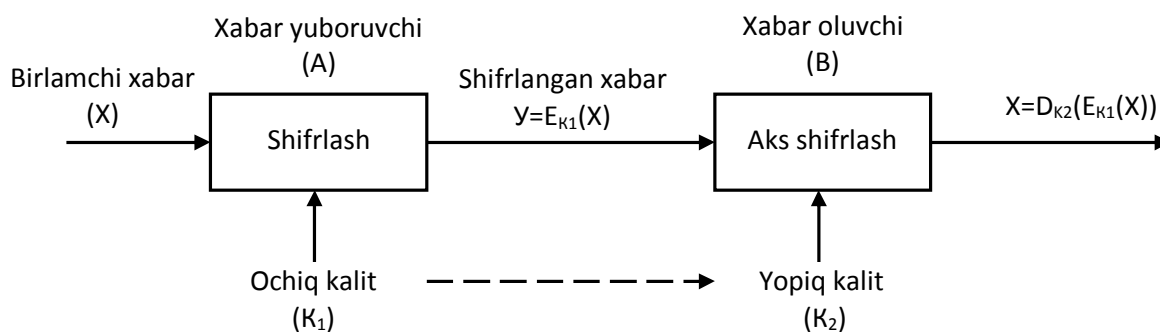 Xabar yuboruvchi
(A)
Xabar oluvchi
(B)
Birlamchi xabar
(X)
Shifrlangan xabar
У=E_K1(X)
X=D_K2(E_K1(X))
Shifrlash
Aks shifrlash
Ochiq kalit
(K₁)
Yopiq kalit
(K₂)